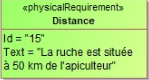 «physicalRequirement»
Distance
Id = "15"
Text = "La ruche est située
à 50 km de l'apiculteur"